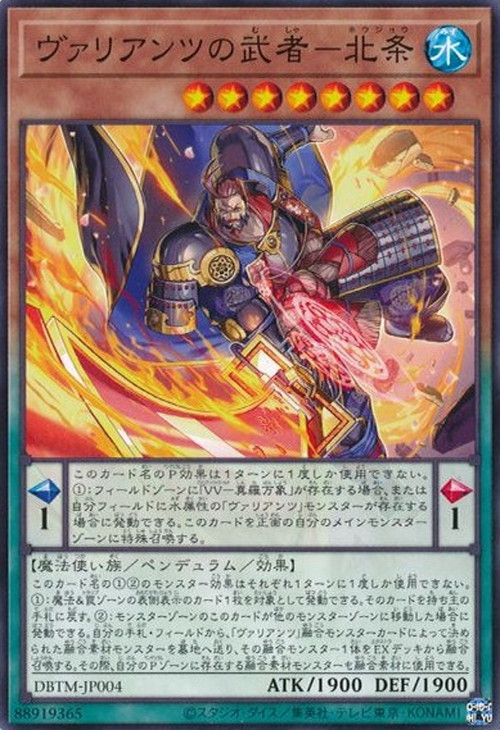 ヴァリアンツの武者－北条
水
このカード名のP効果は1ターンに1度しか使用できない。
①:フィールドゾーンに「VV－真羅万象」が存在する場合、または
自分フィールドに水属性の「ヴァリアンツ」モンスターが存在する
場合に発動できる。このカードを正面の自分のメインモンスター
ゾーンに特殊召喚する。
1
1
【魔法使い族／ペンデュラム／効果】
このカード名の①②のモンスター効果はそれぞれ1ターンに1度しか使用できない。
①:魔法&罠ゾーンの表側表示のカード1枚を対象として発動できる。そのカードを持ち主の
手札に戻す。②:モンスターゾーンのこのカードが他のモンスターゾーンに移動した場合に
発動できる。自分の手札・フィールドから、「ヴァリアンツ」融合モンスターカードによって決め
られた融合素材モンスターを墓地へ送り、その融合モンスター1体をEXデッキから融合
召喚する。その際、自分のPゾーンに存在する融合素材モンスターも融合素材に使用できる。
DBTM-JP004
ATK/1900 DEF/1900
88919365
©スタジオ・ダイス／集英社・テレビ東京・KONAMI